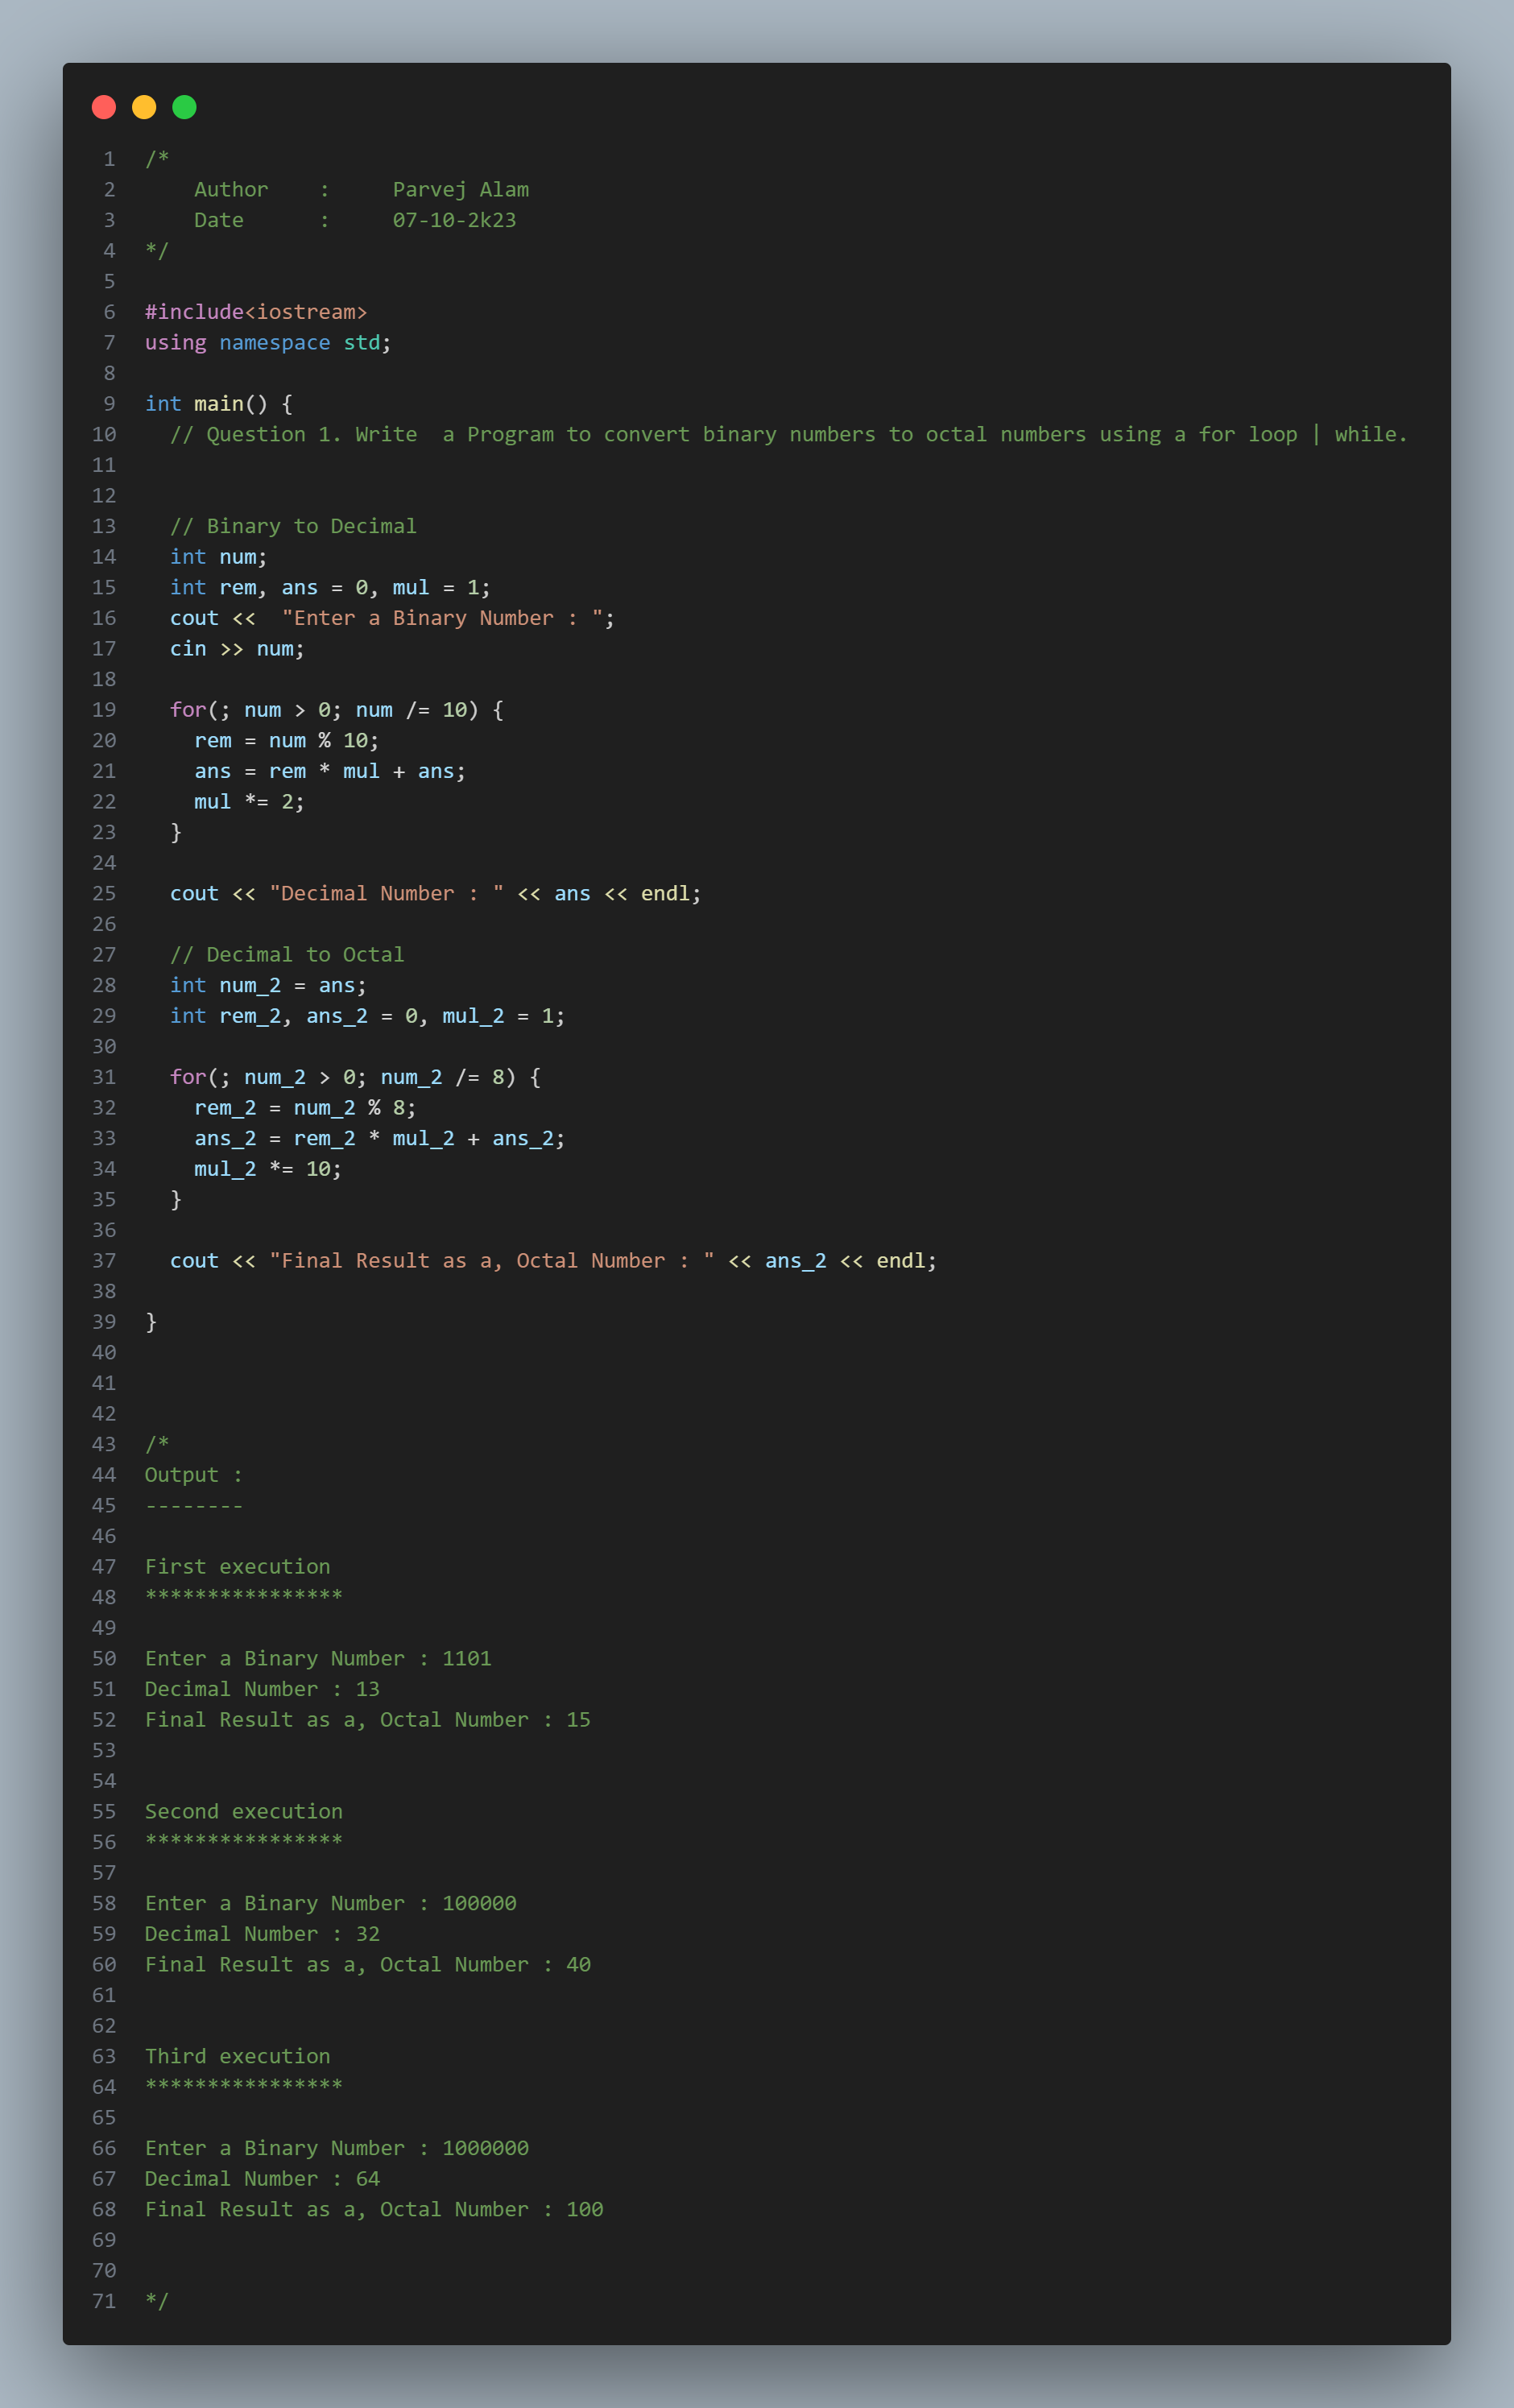 1 /*
2     Author    :     Parvej Alam
3     Date      :     07-10-2k23
4 */
5
6 #include<iostream>
7 using namespace std;
8
9 int main() {
10   // Question 1. Write  a Program to convert binary numbers to octal numbers using a for loop | while.
11
12
13   // Binary to Decimal
14   int num;
15   int rem, ans = 0, mul = 1;
16   cout <<  "Enter a Binary Number : ";
17   cin >> num;
18
19   for(; num > 0; num /= 10) {
20     rem = num % 10;
21     ans = rem * mul + ans;
22     mul *= 2;
23   }
24
25   cout << "Decimal Number : " << ans << endl;
26
27   // Decimal to Octal
28   int num_2 = ans;
29   int rem_2, ans_2 = 0, mul_2 = 1;
30
31   for(; num_2 > 0; num_2 /= 8) {
32     rem_2 = num_2 % 8;
33     ans_2 = rem_2 * mul_2 + ans_2;
34     mul_2 *= 10;
35   }
36
37   cout << "Final Result as a, Octal Number : " << ans_2 << endl;
38
39 }
40
41
42
43 /*
44 Output :
45 --------
46
47 First execution
48 ****************
49
50 Enter a Binary Number : 1101
51 Decimal Number : 13
52 Final Result as a, Octal Number : 15
53
54
55 Second execution
56 ****************
57
58 Enter a Binary Number : 100000
59 Decimal Number : 32
60 Final Result as a, Octal Number : 40
61
62
63 Third execution
64 ****************
65
66 Enter a Binary Number : 1000000
67 Decimal Number : 64
68 Final Result as a, Octal Number : 100
69
70
71 */